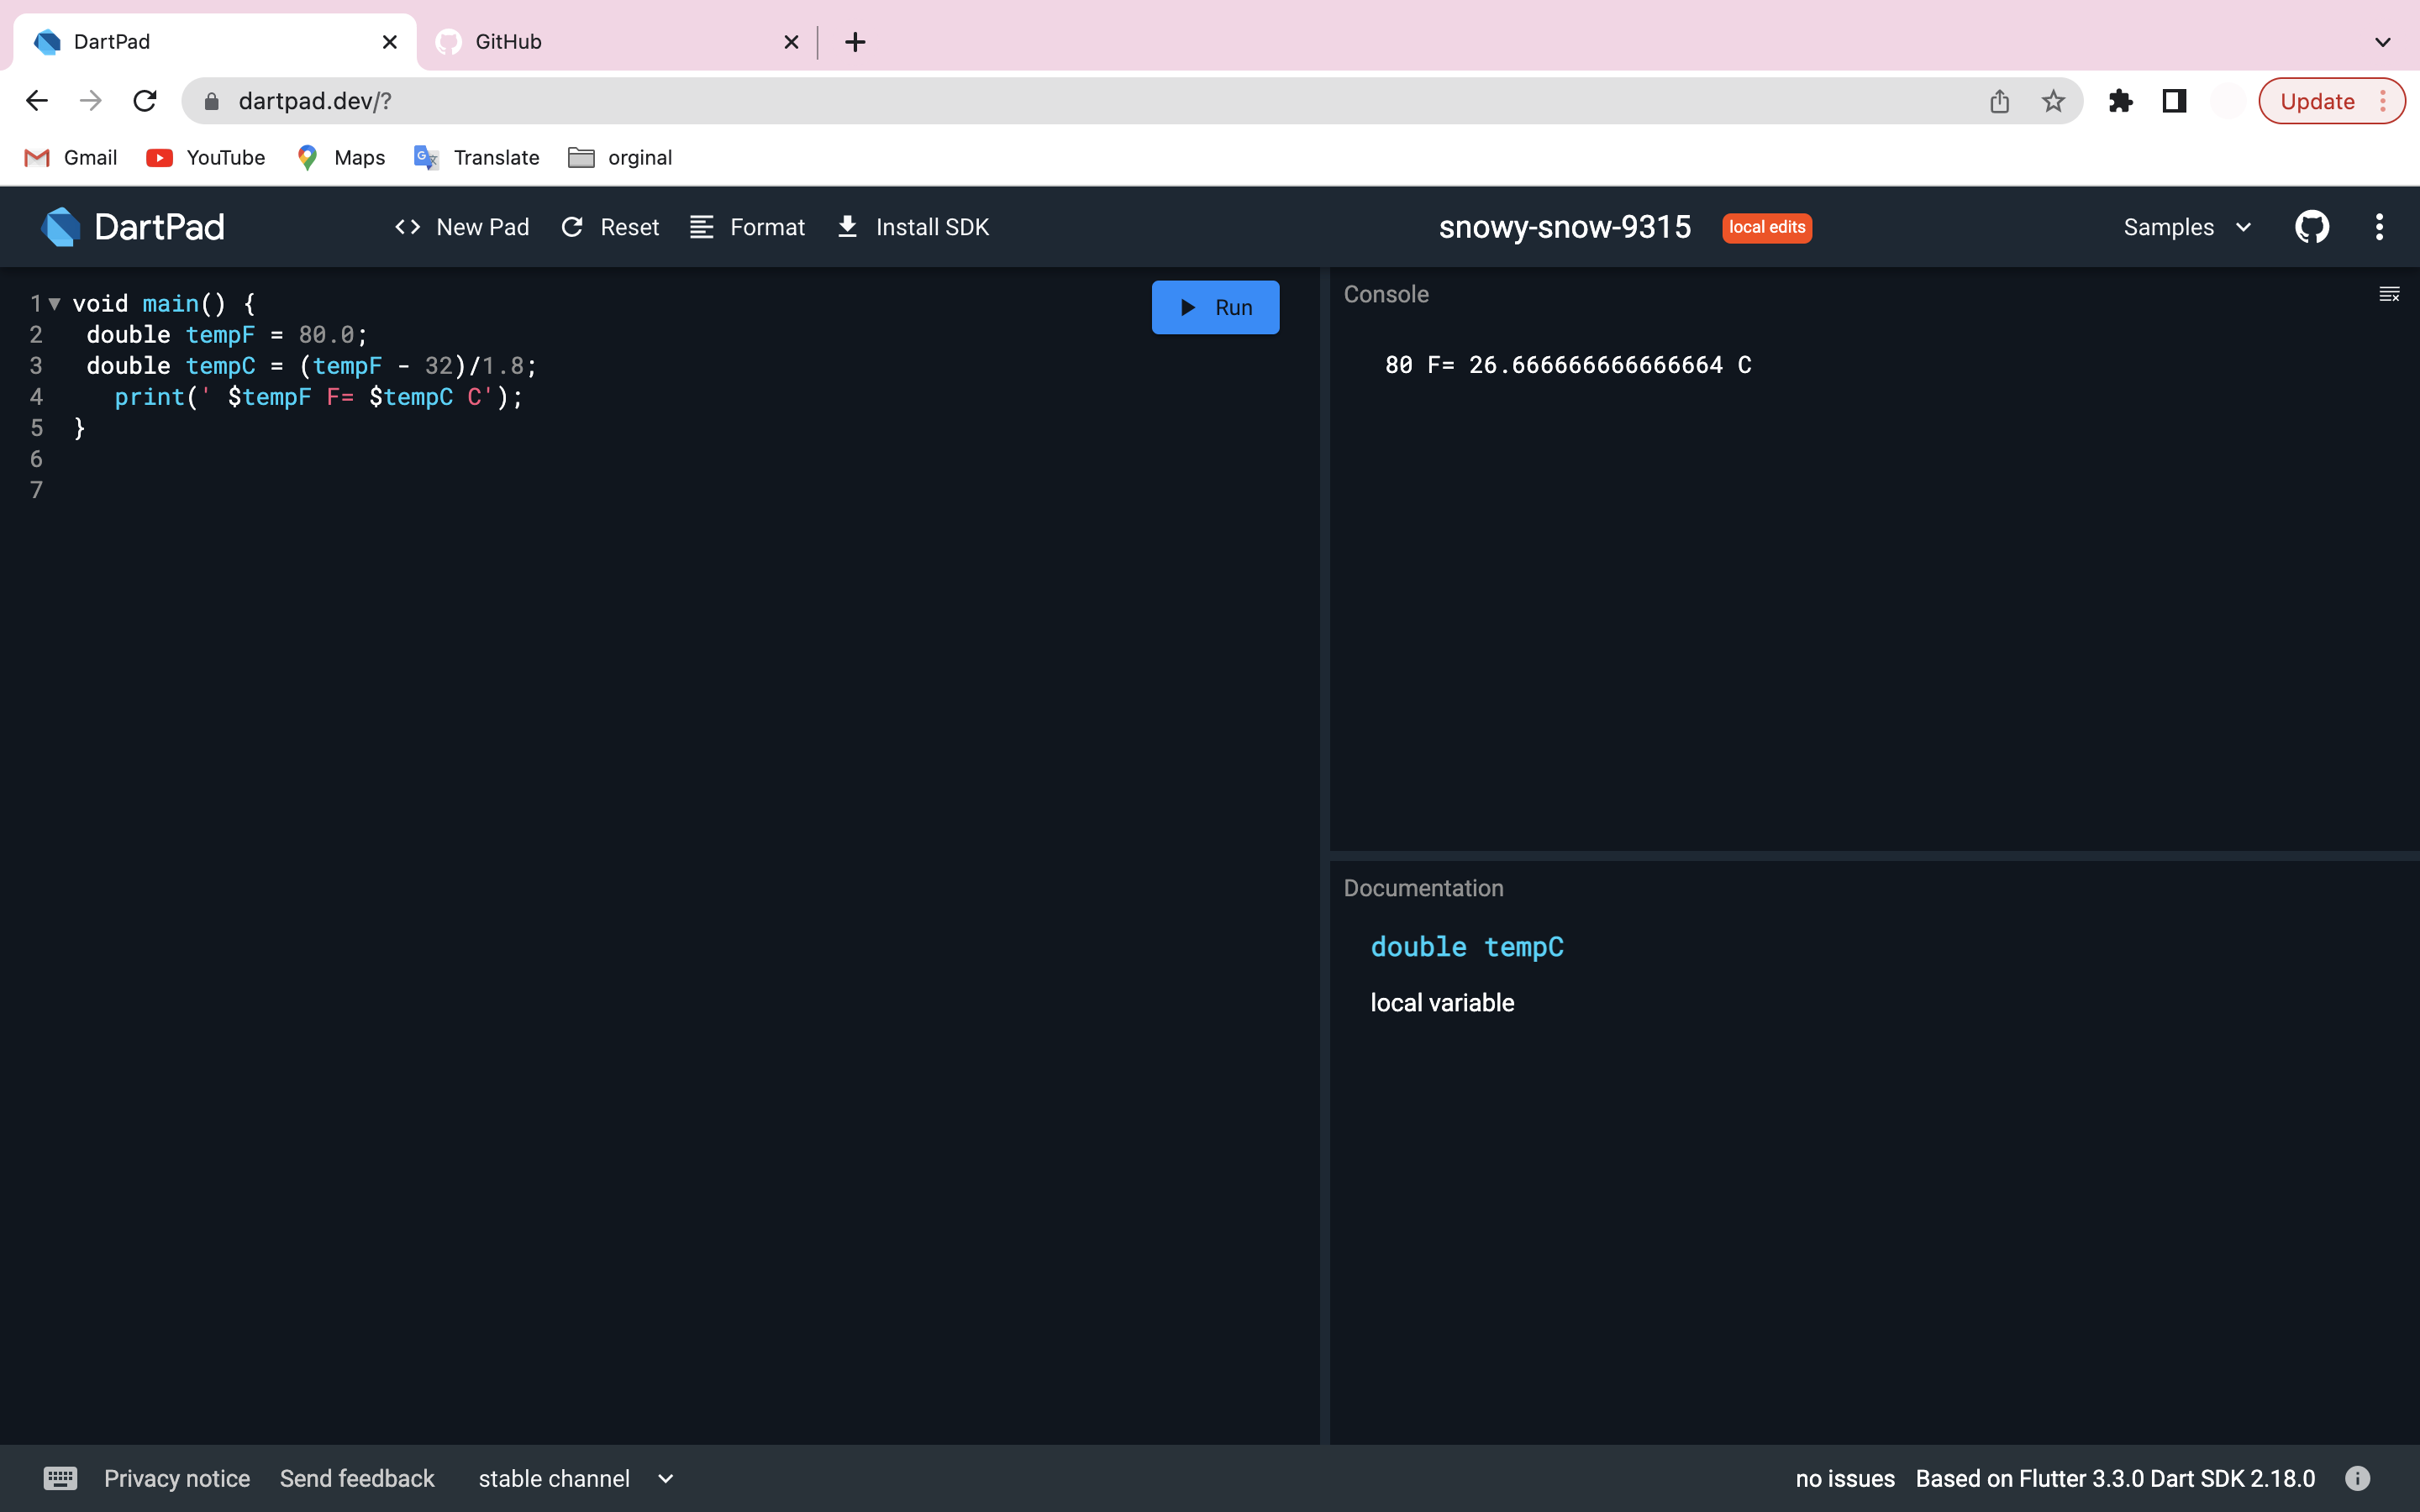 DartPad
GitHub
dartpad.dev/?
Update
Gmail YouTube Maps Translate orginal
DartPad
<> New Pad Reset Format Install SDK
snowy-snow-9315 local edits
Samples
1 void main() {
2  double tempF = 80.0;
3  double tempC = (tempF - 32)/1.8;
4    print(' $tempF F= $tempC C');
5 }
6
7
Run
Console
80 F= 26.666666666666664 C
Documentation
double tempC
local variable
Privacy notice Send feedback stable channel
no issues Based on Flutter 3.3.0 Dart SDK 2.18.0